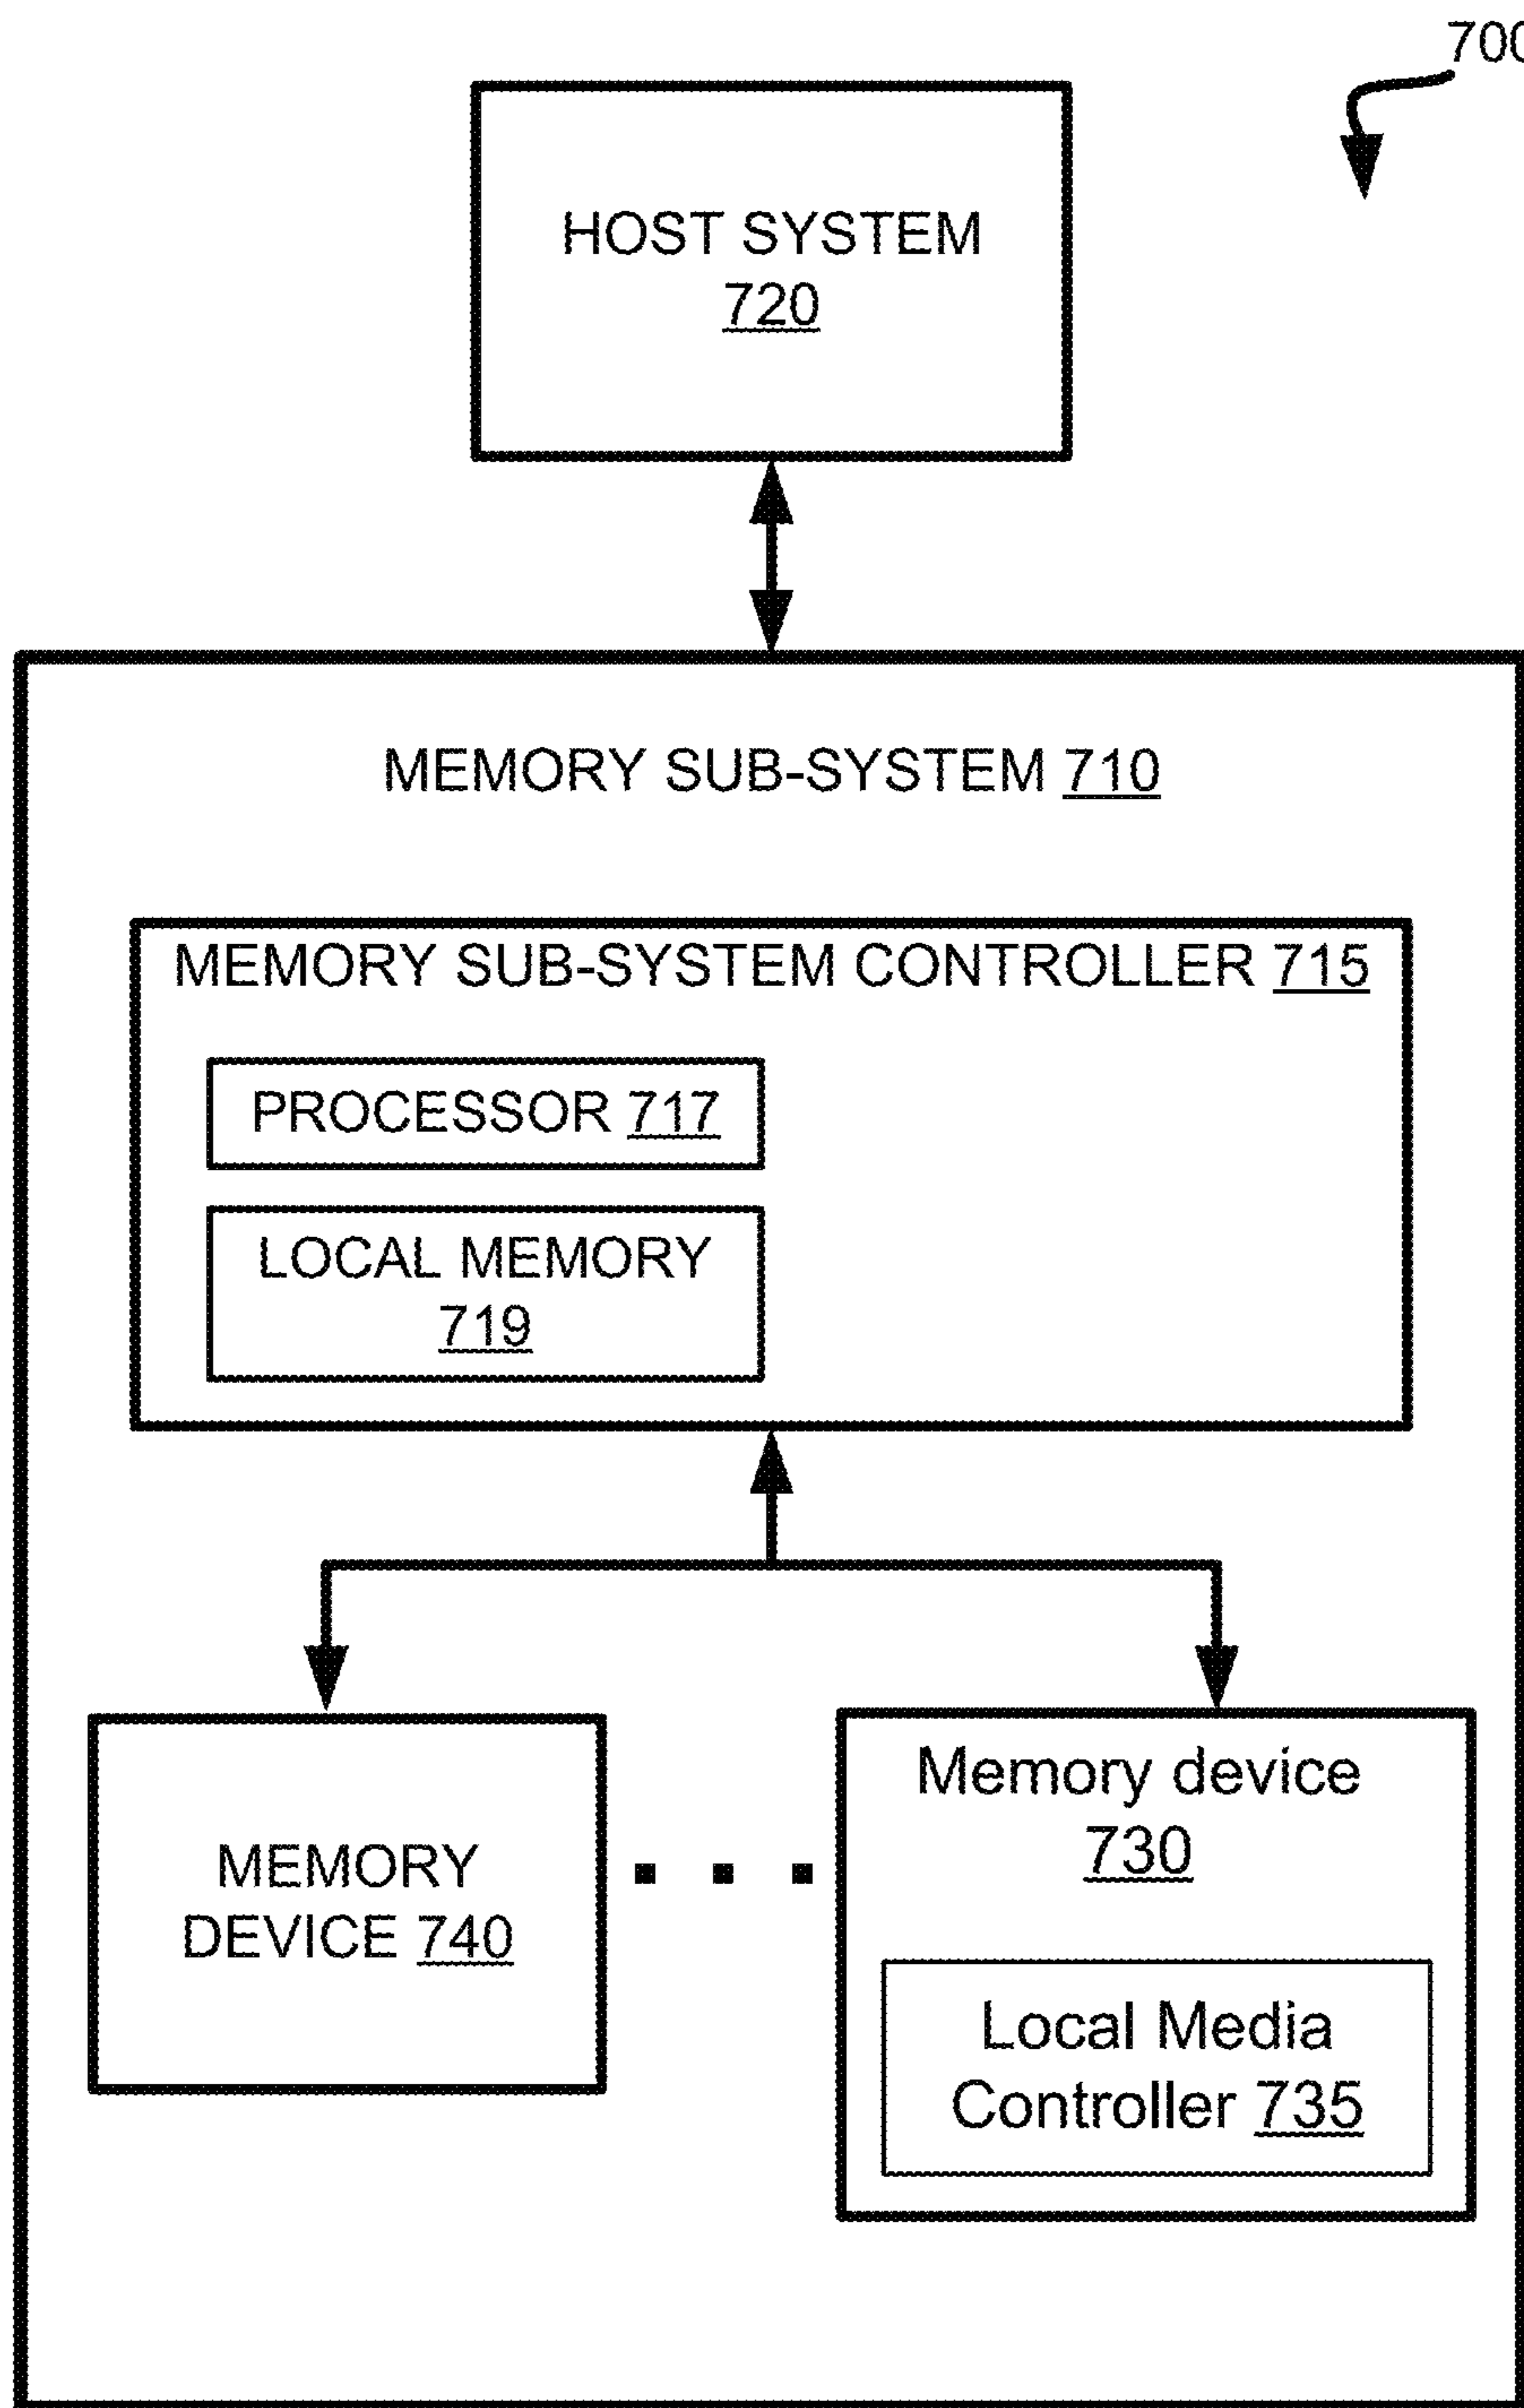 700
HOST SYSTEM
720
MEMORY SUB-SYSTEM 710
MEMORY SUB-SYSTEM CONTROLLER 715
PROCESSOR 717
LOCAL MEMORY
719
MEMORY
DEVICE 740
Memory device
730
Local Media
Controller 735